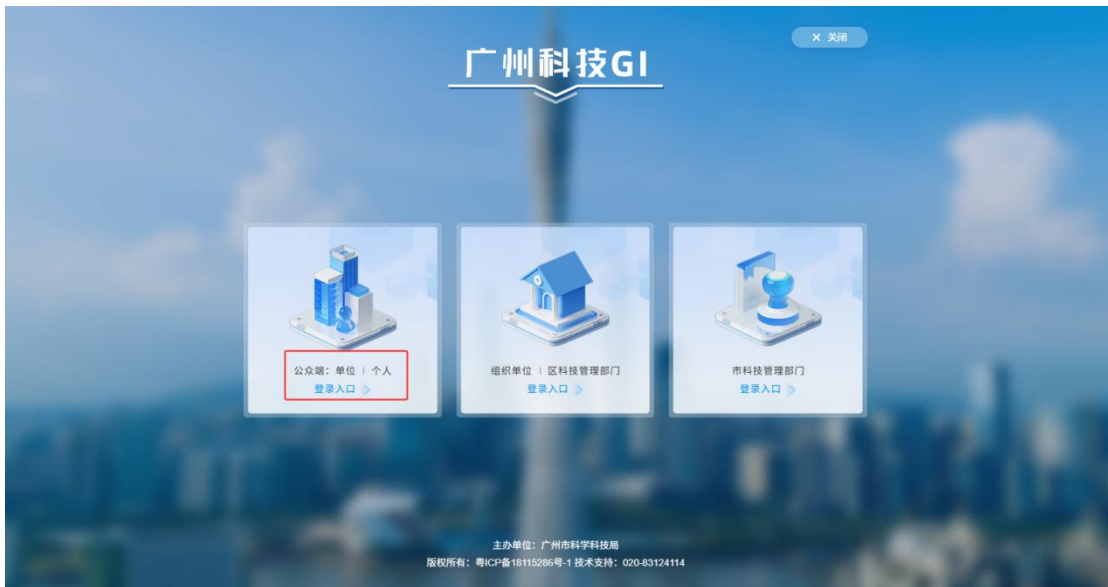 × 关闭
广州科技GI
公众端：单位 | 个人
登录入口
组织单位 | 区科技管理部门
登录入口
市科技管理部门
登录入口
主办单位：广州市科学科技局
版权所有：粤ICP备18115286号-1 技术支持：020-83124114